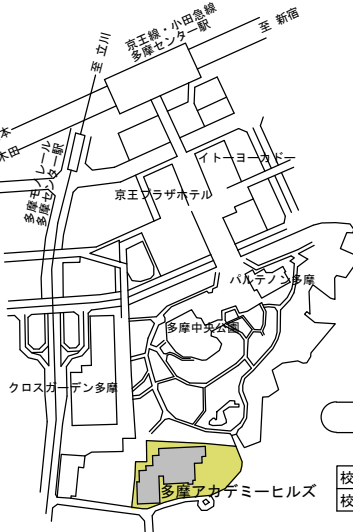 京王線・小田急線
多摩センター駅
至 新宿
至 立川
本
木田
多摩モノレール
多摩センター駅
イトーヨーカドー
京王プラザホテル
パルテノン多摩
多摩中央公園
クロスガーデン多摩
多摩アカデミーヒルズ
校
校